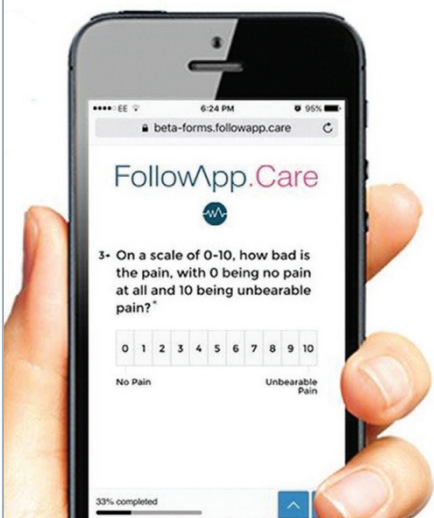 EE 6:24 PM 95%
beta-forms.followapp.care
FollowApp.Care
3• On a scale of 0-10, how bad is
the pain, with 0 being no pain
at all and 10 being unbearable
pain?*
0 1 2 3 4 5 6 7 8 9 10
No Pain Unbearable
Pain
33% completed